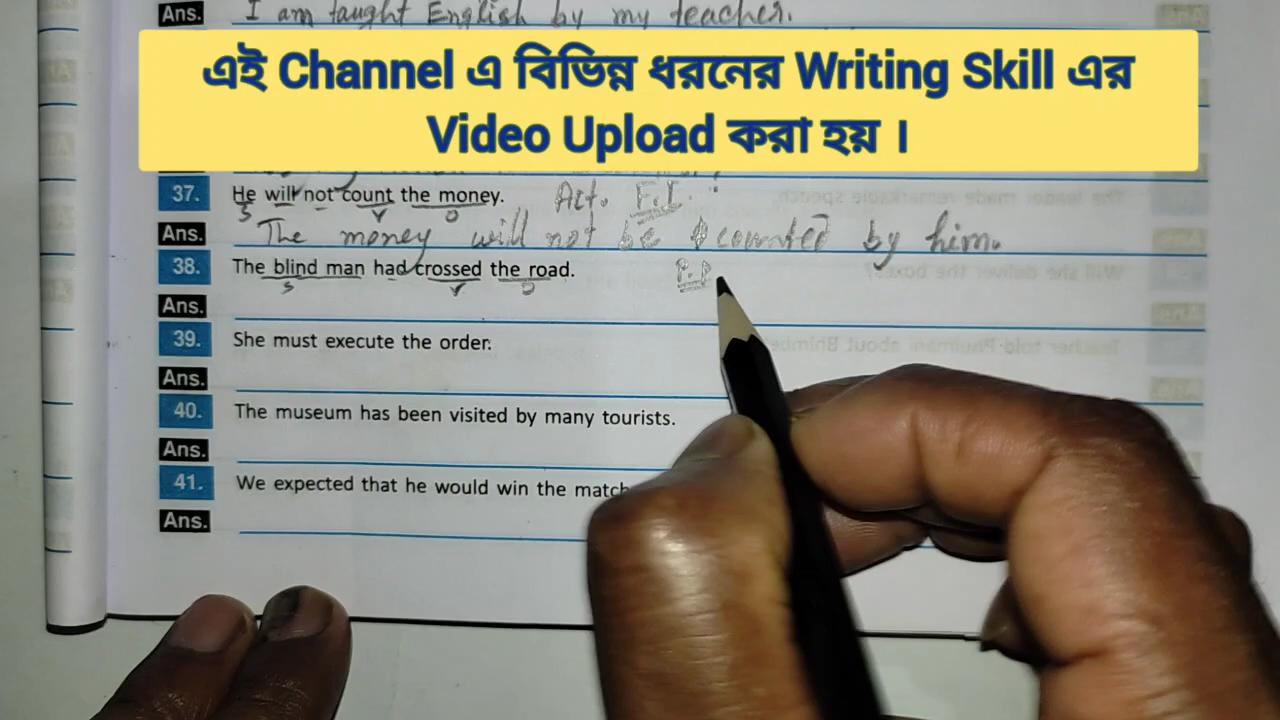 Ans. I am taught English by my teacher.
এই Channel এ বিভিন্ন ধরনের Writing Skill এর
Video Upload করা হয় ।
37. He will not count the money. Act. F.I.
S V O
Ans. The money will not be counted by him.
38. The blind man had crossed the road. P.P
S V O
Ans.
39. She must execute the order.
Ans.
40. The museum has been visited by many tourists.
Ans.
41. We expected that he would win the match
Ans.